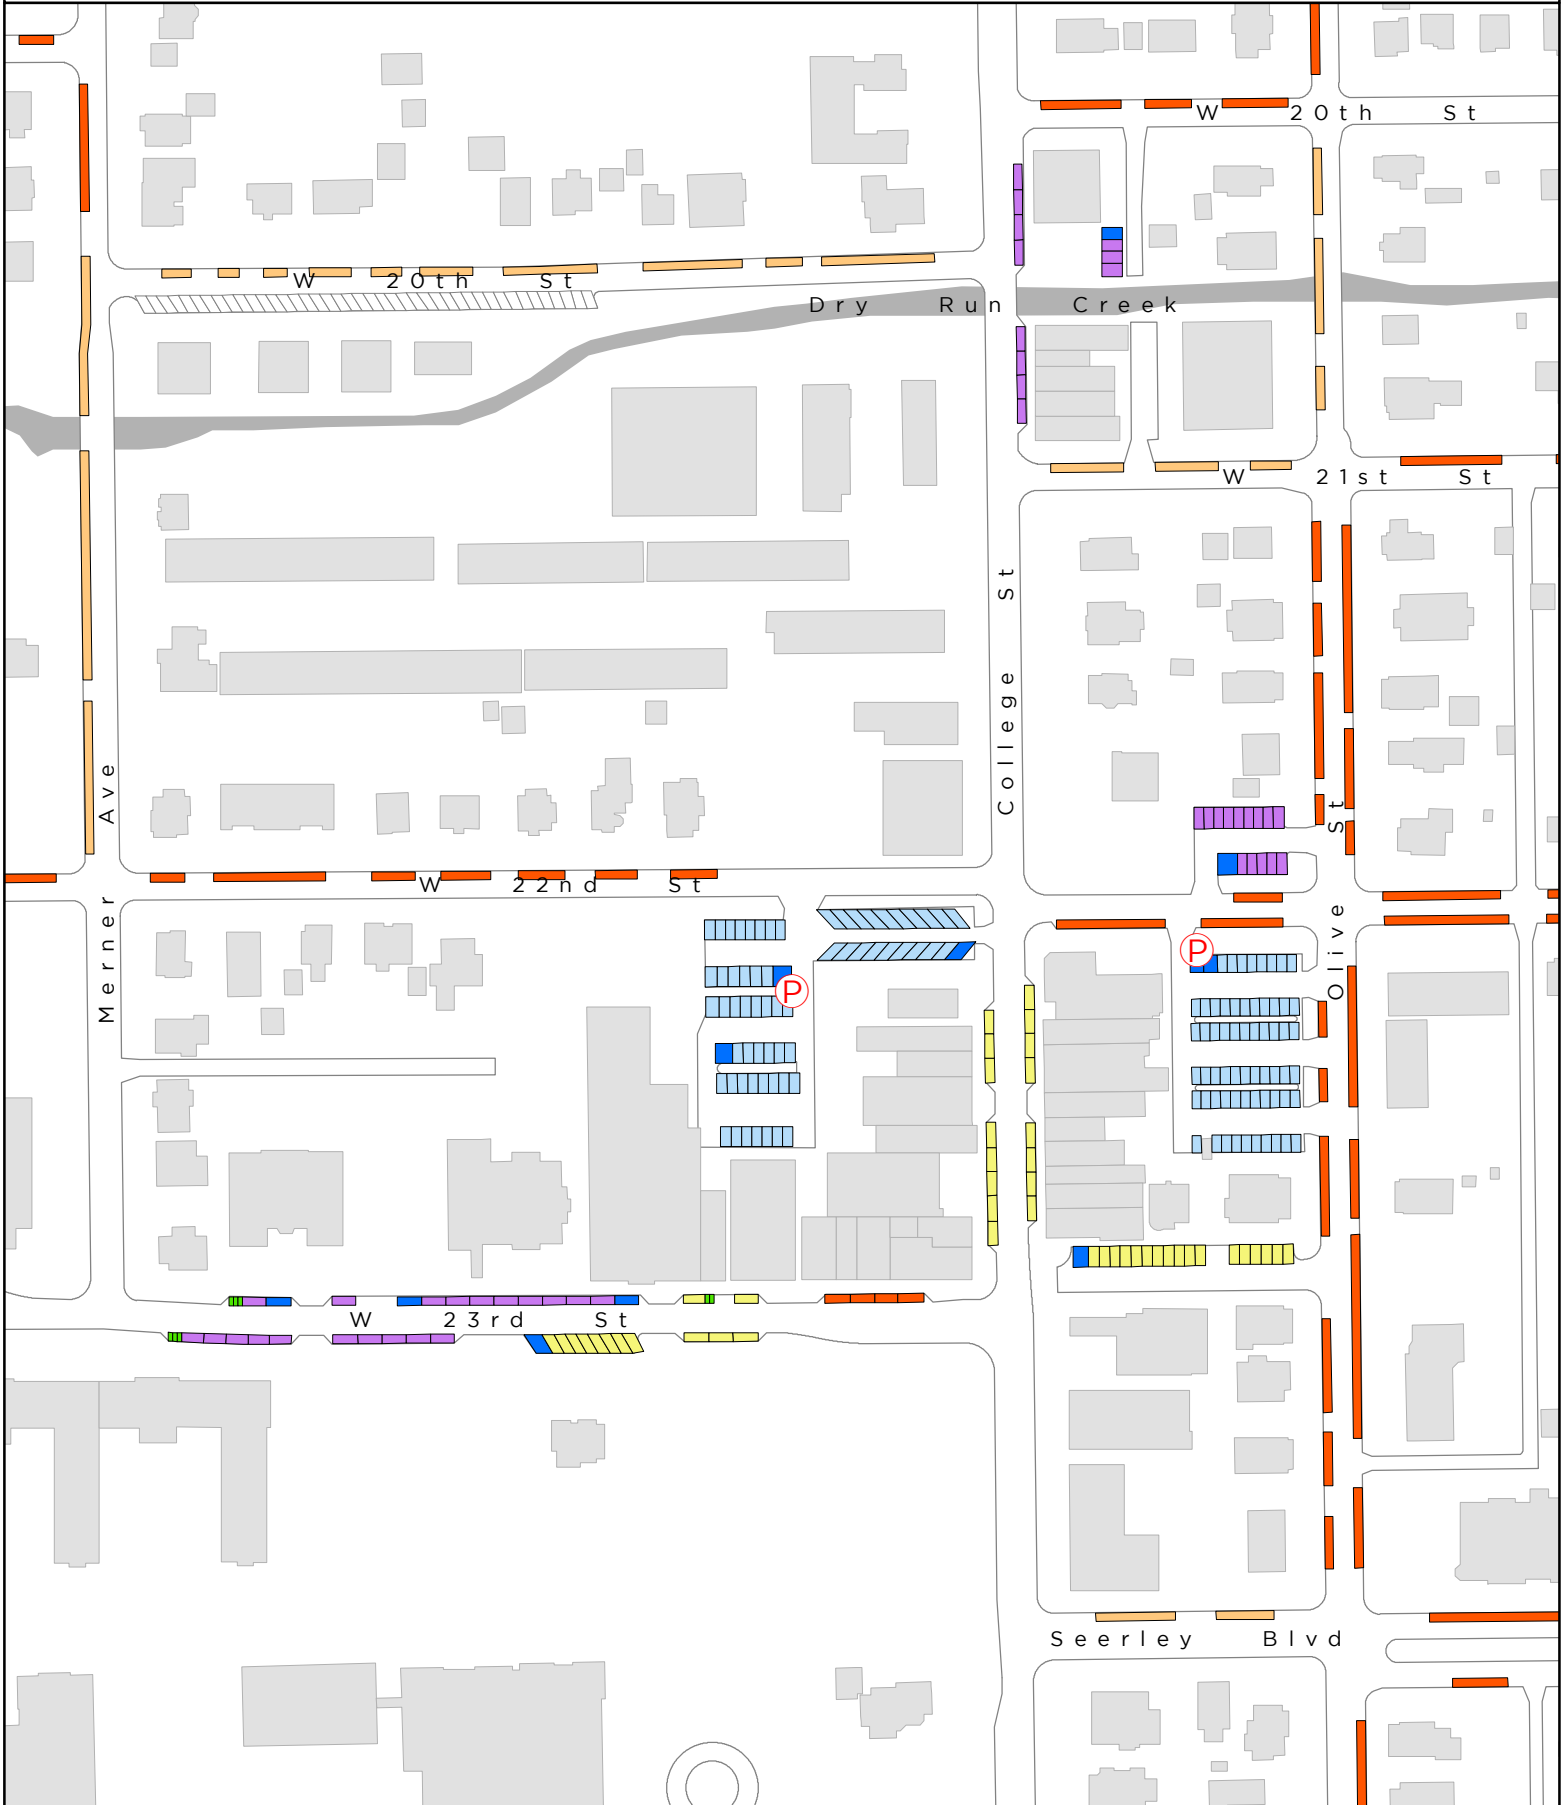 W 20th St
W 20th St
Dry Run Creek
W 21st St
College St
Merner Ave
W 22nd St
Olive St
P
P
W 23rd St
Seerley Blvd